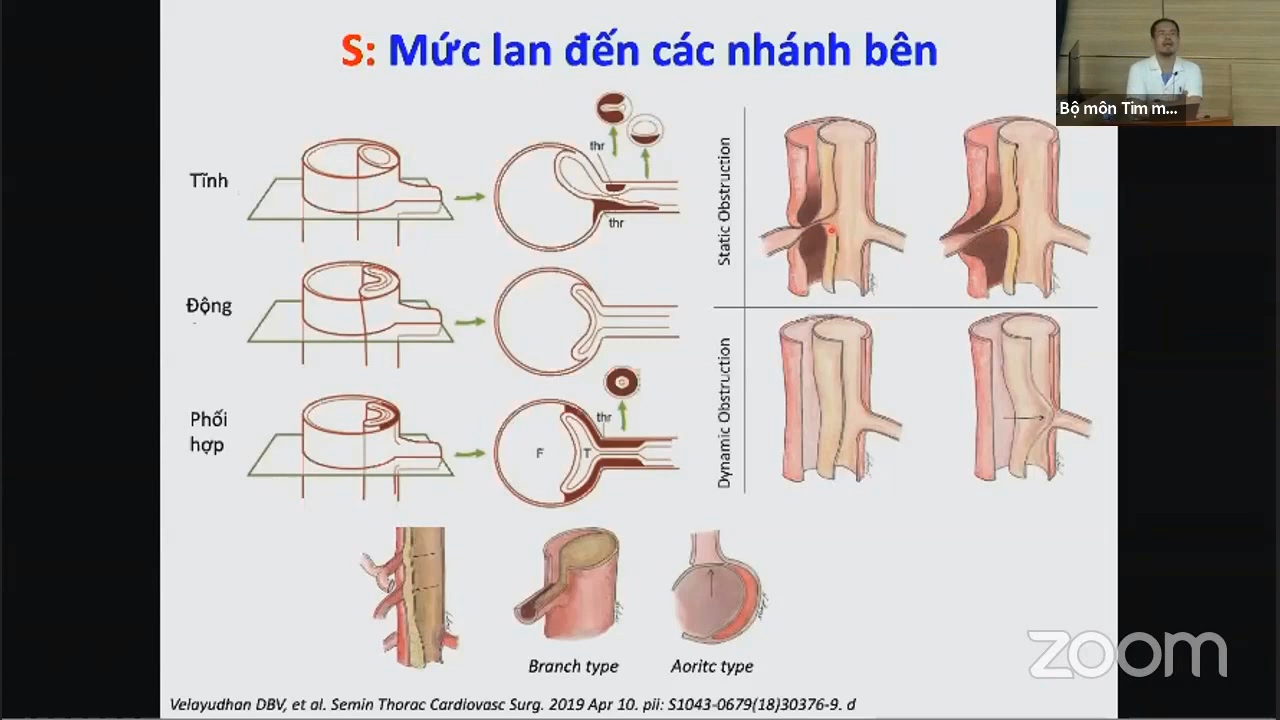 S: Mức lan đến các nhánh bên
Bộ môn Tim m...
Tĩnh
thr
thr
Động
Phối
hợp
thr
F
T
Static Obstruction
Dynamic Obstruction
Branch type
Aoritc type
zoom
Velayudhan DBV, et al. Semin Thorac Cardiovasc Surg. 2019 Apr 10. pii: S1043-0679(18)30376-9. d